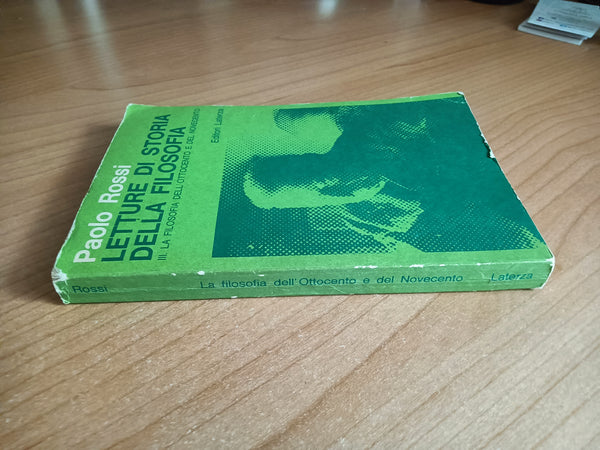 Paolo Rossi
LETTURE DI STORIA
DELLA FILOSOFIA
III. LA FILOSOFIA DELL'OTTOCENTO E DEL NOVECENTO
Editori Laterza
Rossi La filosofia dell'Ottocento e del Novecento Laterza